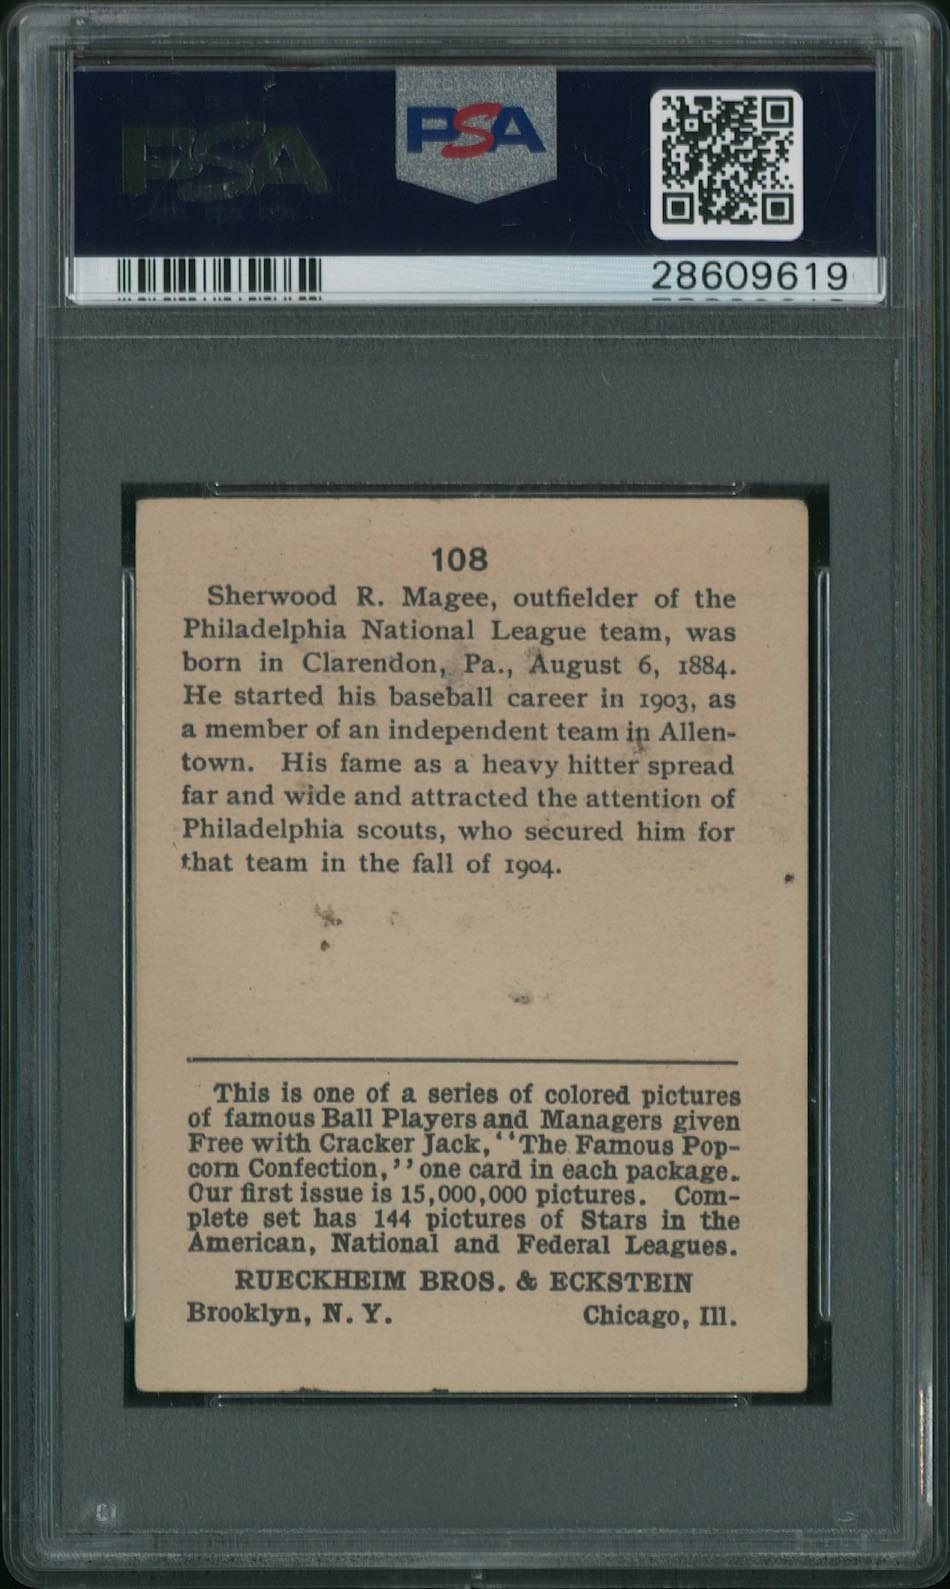 PSA
PSA
28609619
108
Sherwood R. Magee, outfielder of the
Philadelphia National League team, was
born in Clarendon, Pa., August 6, 1884.
He started his baseball career in 1903, as
a member of an independent team in Allen-
town. His fame as a heavy hitter spread
far and wide and attracted the attention of
Philadelphia scouts, who secured him for
that team in the fall of 1904.
This is one of a series of colored pictures
of famous Ball Players and Managers given
Free with Cracker Jack, ‘‘The Famous Pop-
corn Confection,’’ one card in each package.
Our first issue is 15,000,000 pictures. Com-
plete set has 144 pictures of Stars in the
American, National and Federal Leagues.
RUECKHEIM BROS. & ECKSTEIN
Brooklyn, N. Y. Chicago, Ill.